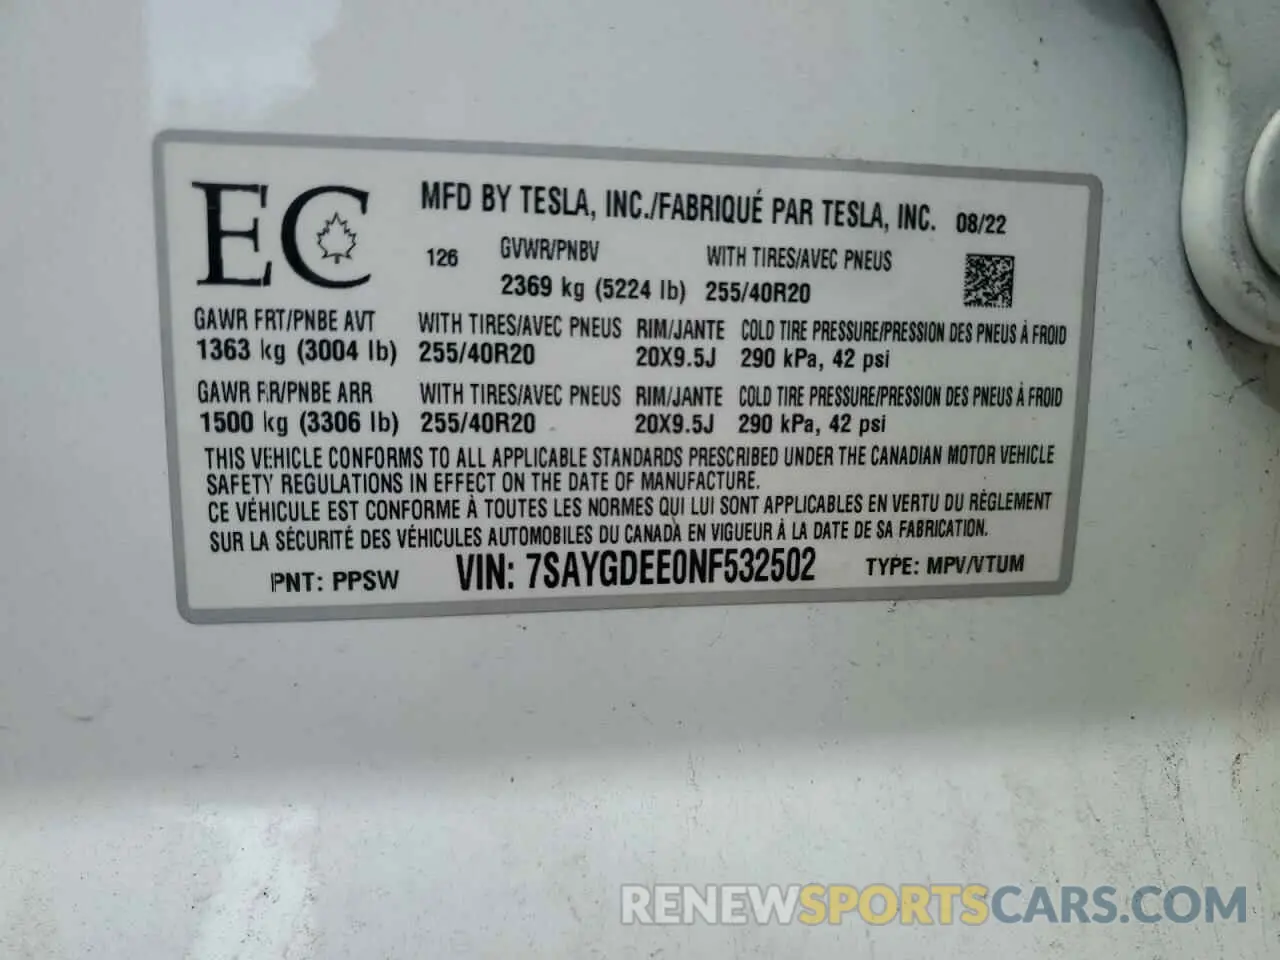 EC
MFD BY TESLA, INC./FABRIQUÉ PAR TESLA, INC. 08/22
126 GVWR/PNBV WITH TIRES/AVEC PNEUS
2369 kg (5224 lb) 255/40R20
GAWR FRT/PNBE AVT WITH TIRES/AVEC PNEUS RIM/JANTE COLD TIRE PRESSURE/PRESSION DES PNEUS À FROID
1363 kg (3004 lb) 255/40R20 20X9.5J 290 kPa, 42 psi
GAWR RR/PNBE ARR WITH TIRES/AVEC PNEUS RIM/JANTE COLD TIRE PRESSURE/PRESSION DES PNEUS À FROID
1500 kg (3306 lb) 255/40R20 20X9.5J 290 kPa, 42 psi
THIS VEHICLE CONFORMS TO ALL APPLICABLE STANDARDS PRESCRIBED UNDER THE CANADIAN MOTOR VEHICLE
SAFETY REGULATIONS IN EFFECT ON THE DATE OF MANUFACTURE.
CE VÉHICULE EST CONFORME À TOUTES LES NORMES QUI LUI SONT APPLICABLES EN VERTU DU RÈGLEMENT
SUR LA SÉCURITÉ DES VÉHICULES AUTOMOBILES DU CANADA EN VIGUEUR À LA DATE DE SA FABRICATION.
PNT: PPSW VIN: 7SAYGDEE0NF532502 TYPE: MPV/VTUM
RENEWSPORTSCARS.COM